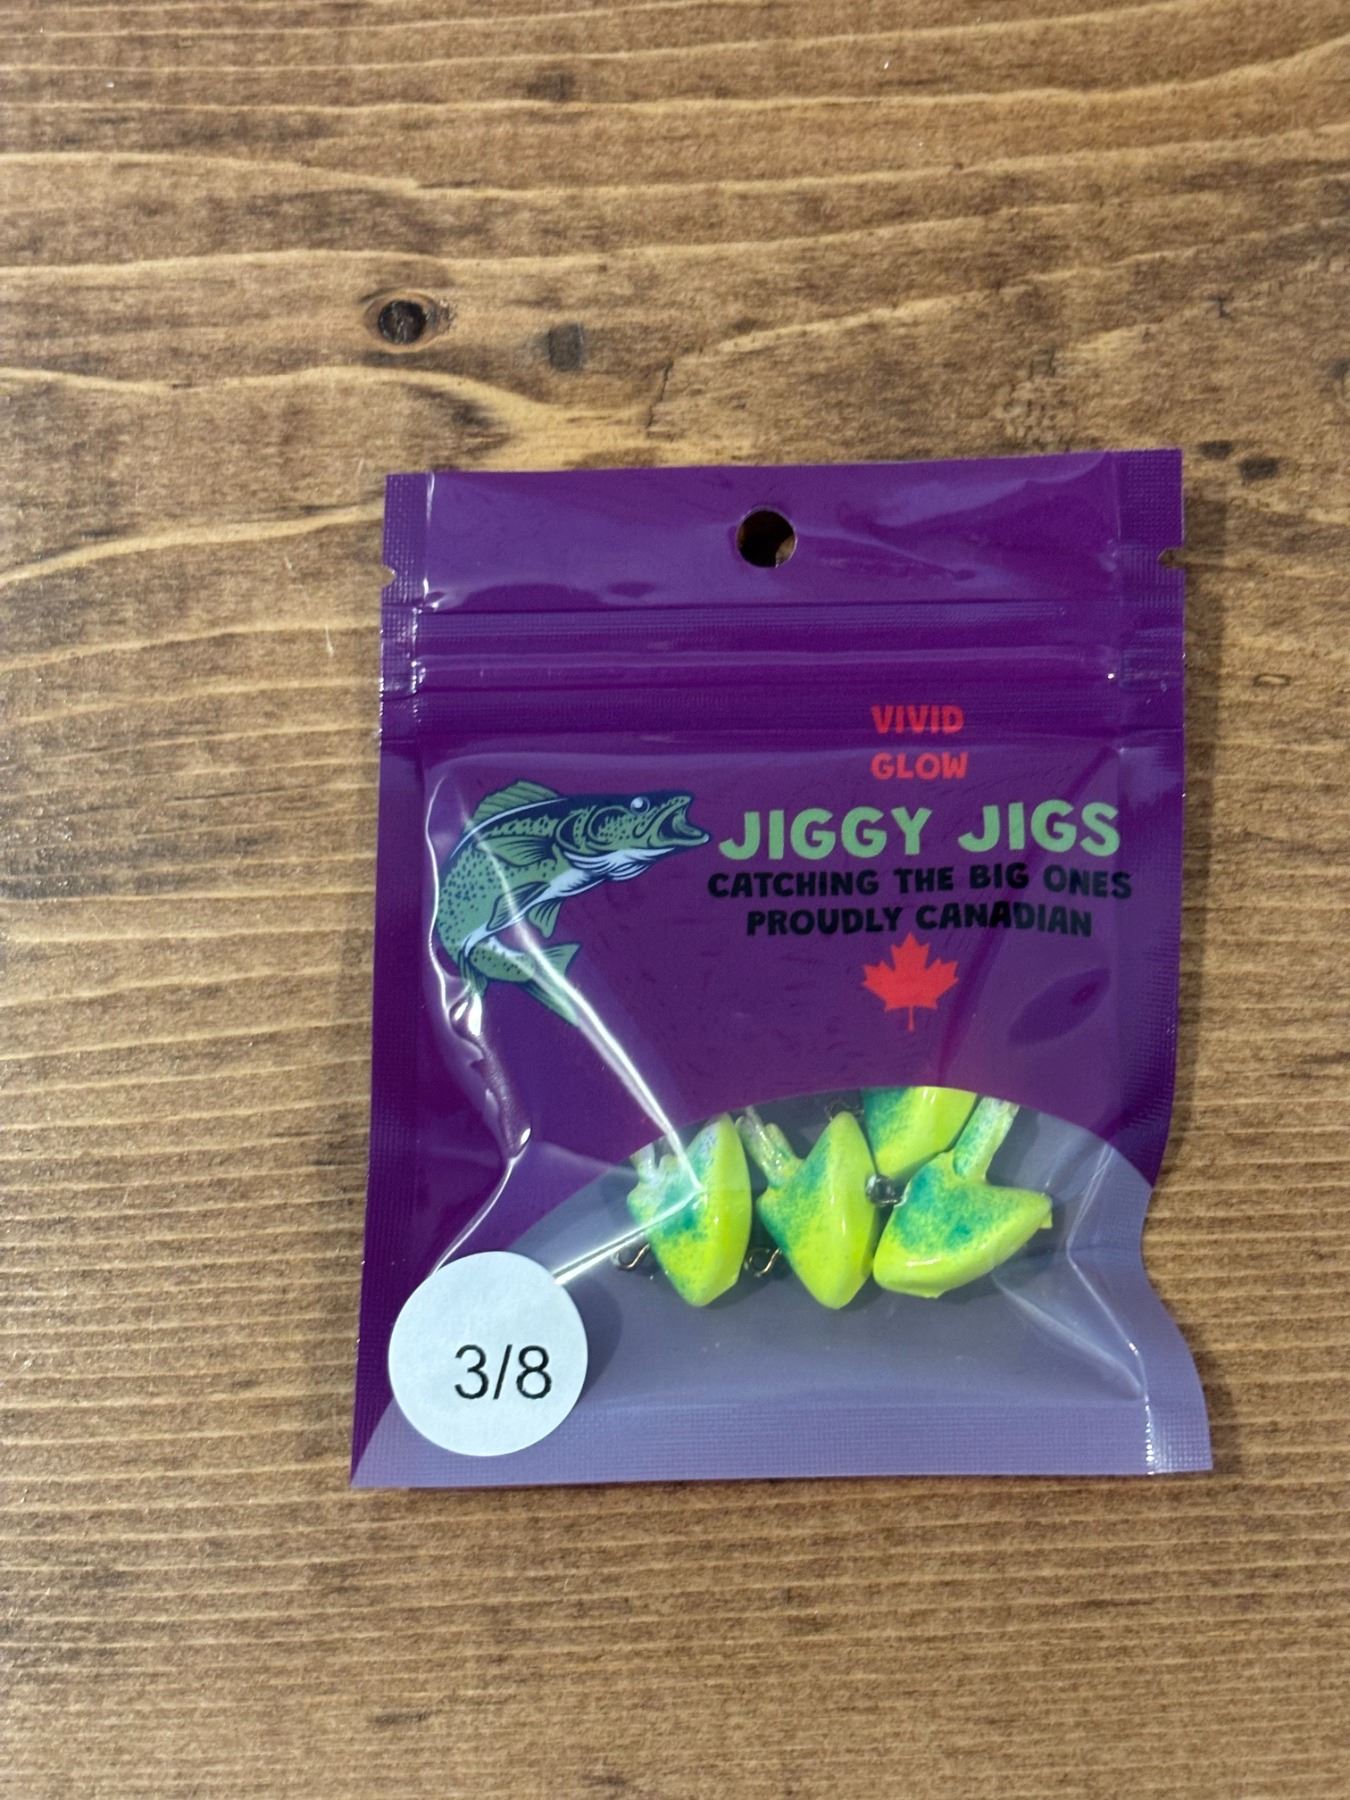 VIVID
GLOW
JIGGY JIGS
CATCHING THE BIG ONES
PROUDLY CANADIAN
3/8